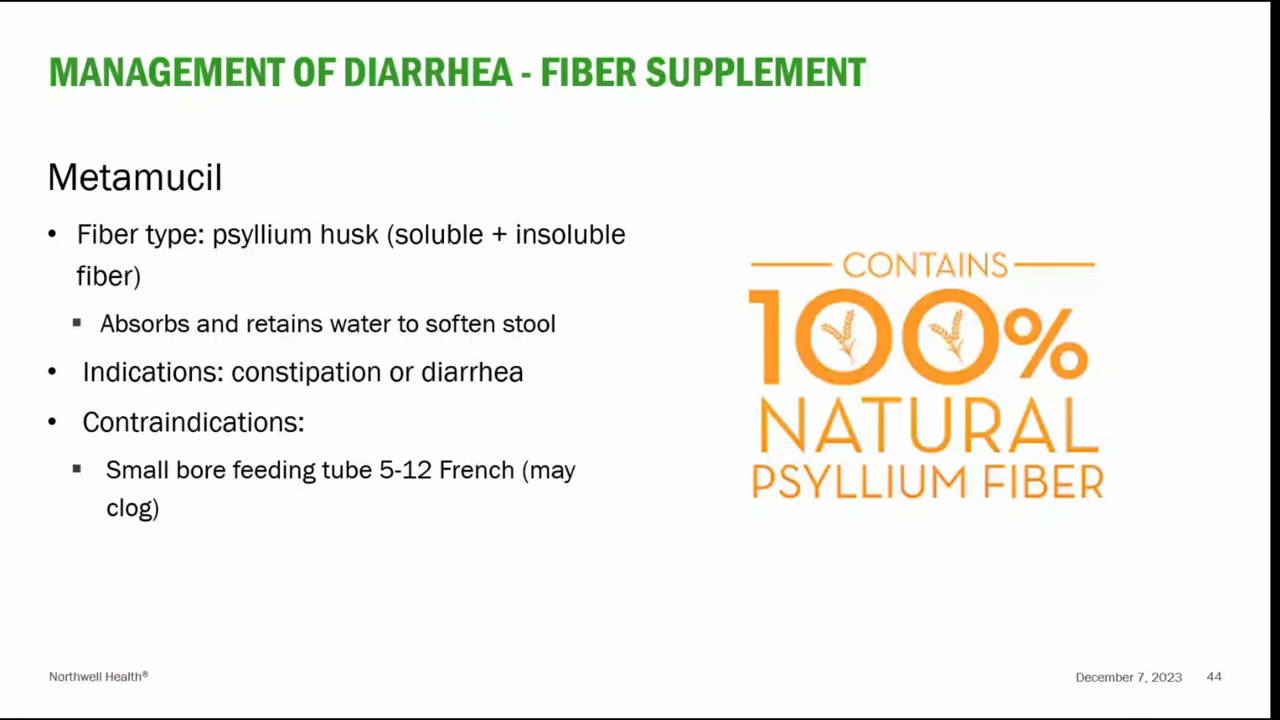 MANAGEMENT OF DIARRHEA - FIBER SUPPLEMENT
Metamucil
• Fiber type: psyllium husk (soluble + insoluble
fiber)
▪ Absorbs and retains water to soften stool
• Indications: constipation or diarrhea
• Contraindications:
▪ Small bore feeding tube 5-12 French (may
clog)
CONTAINS
100%
NATURAL
PSYLLIUM FIBER
Northwell Health®
December 7, 2023 44